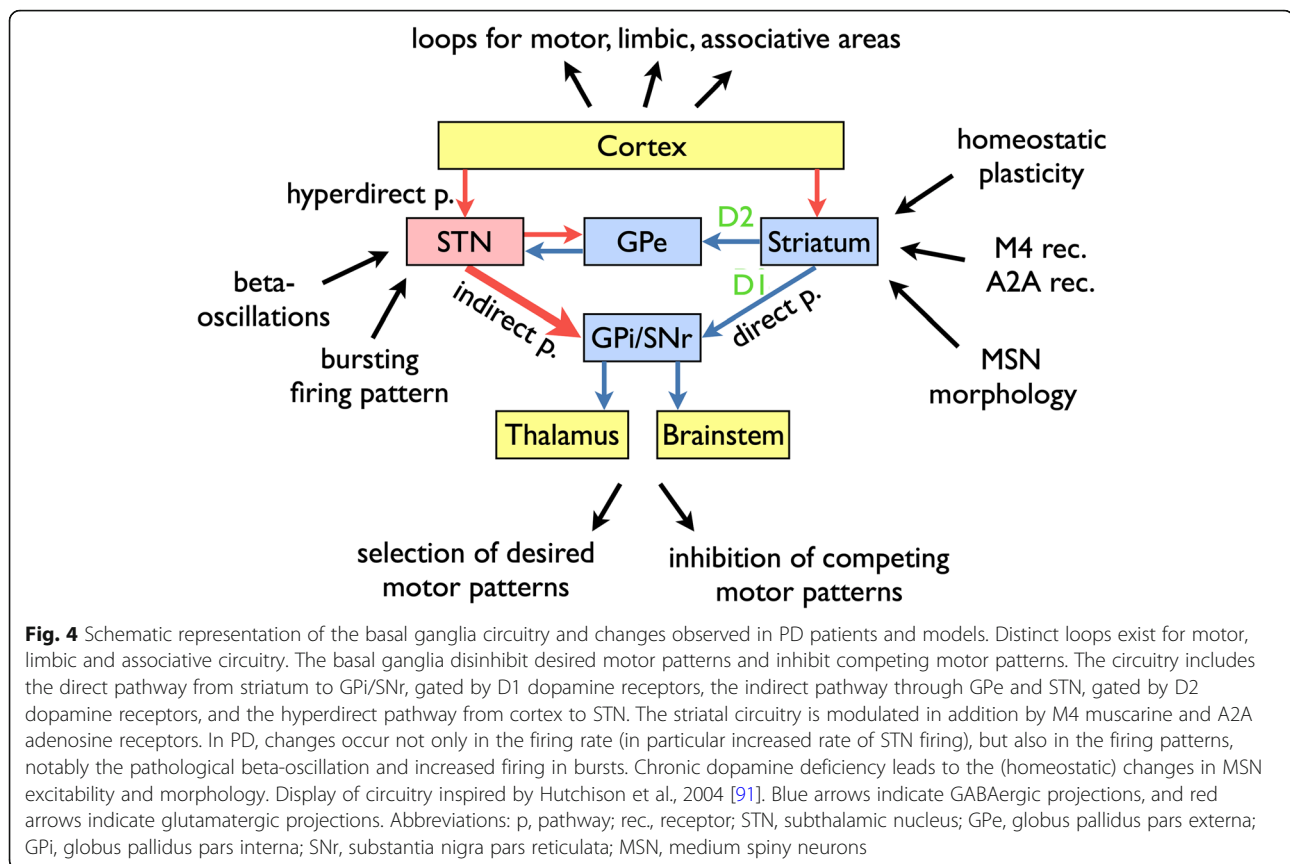 loops for motor, limbic, associative areas
Cortex
homeostatic
plasticity
hyperdirect p.
STN
GPe
D2
Striatum
M4 rec.
A2A rec.
beta-
oscillations
D1
indirect p.
direct p.
GPi/SNr
bursting
firing pattern
MSN
morphology
Thalamus
Brainstem
selection of desired
motor patterns
inhibition of competing
motor patterns
Fig. 4 Schematic representation of the basal ganglia circuitry and changes observed in PD patients and models. Distinct loops exist for motor,
limbic and associative circuitry. The basal ganglia disinhibit desired motor patterns and inhibit competing motor patterns. The circuitry includes
the direct pathway from striatum to GPi/SNr, gated by D1 dopamine receptors, the indirect pathway through GPe and STN, gated by D2
dopamine receptors, and the hyperdirect pathway from cortex to STN. The striatal circuitry is modulated in addition by M4 muscarine and A2A
adenosine receptors. In PD, changes occur not only in the firing rate (in particular increased rate of STN firing), but also in the firing patterns,
notably the pathological beta-oscillation and increased firing in bursts. Chronic dopamine deficiency leads to the (homeostatic) changes in MSN
excitability and morphology. Display of circuitry inspired by Hutchison et al., 2004 [91]. Blue arrows indicate GABAergic projections, and red
arrows indicate glutamatergic projections. Abbreviations: p, pathway; rec., receptor; STN, subthalamic nucleus; GPe, globus pallidus pars externa;
GPi, globus pallidus pars interna; SNr, substantia nigra pars reticulata; MSN, medium spiny neurons